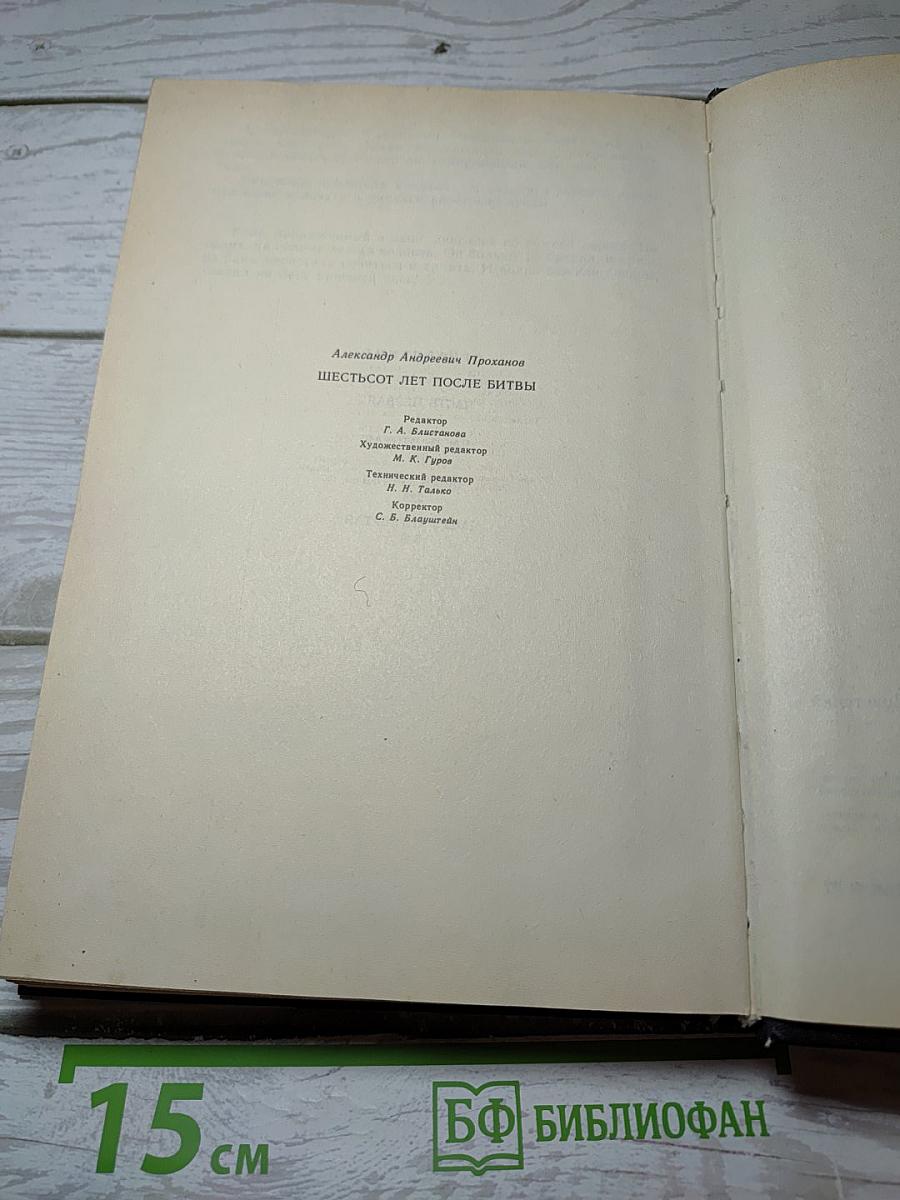 Александр Андреевич Проханов
ШЕСТЬСОТ ЛЕТ ПОСЛЕ БИТВЫ
Редактор
Г. А. Блистанова
Художественный редактор
М. К. Гуров
Технический редактор
Н. Н. Талько
Корректор
С. Б. Блауштейн
15 см
БФ БИБЛИОФАН